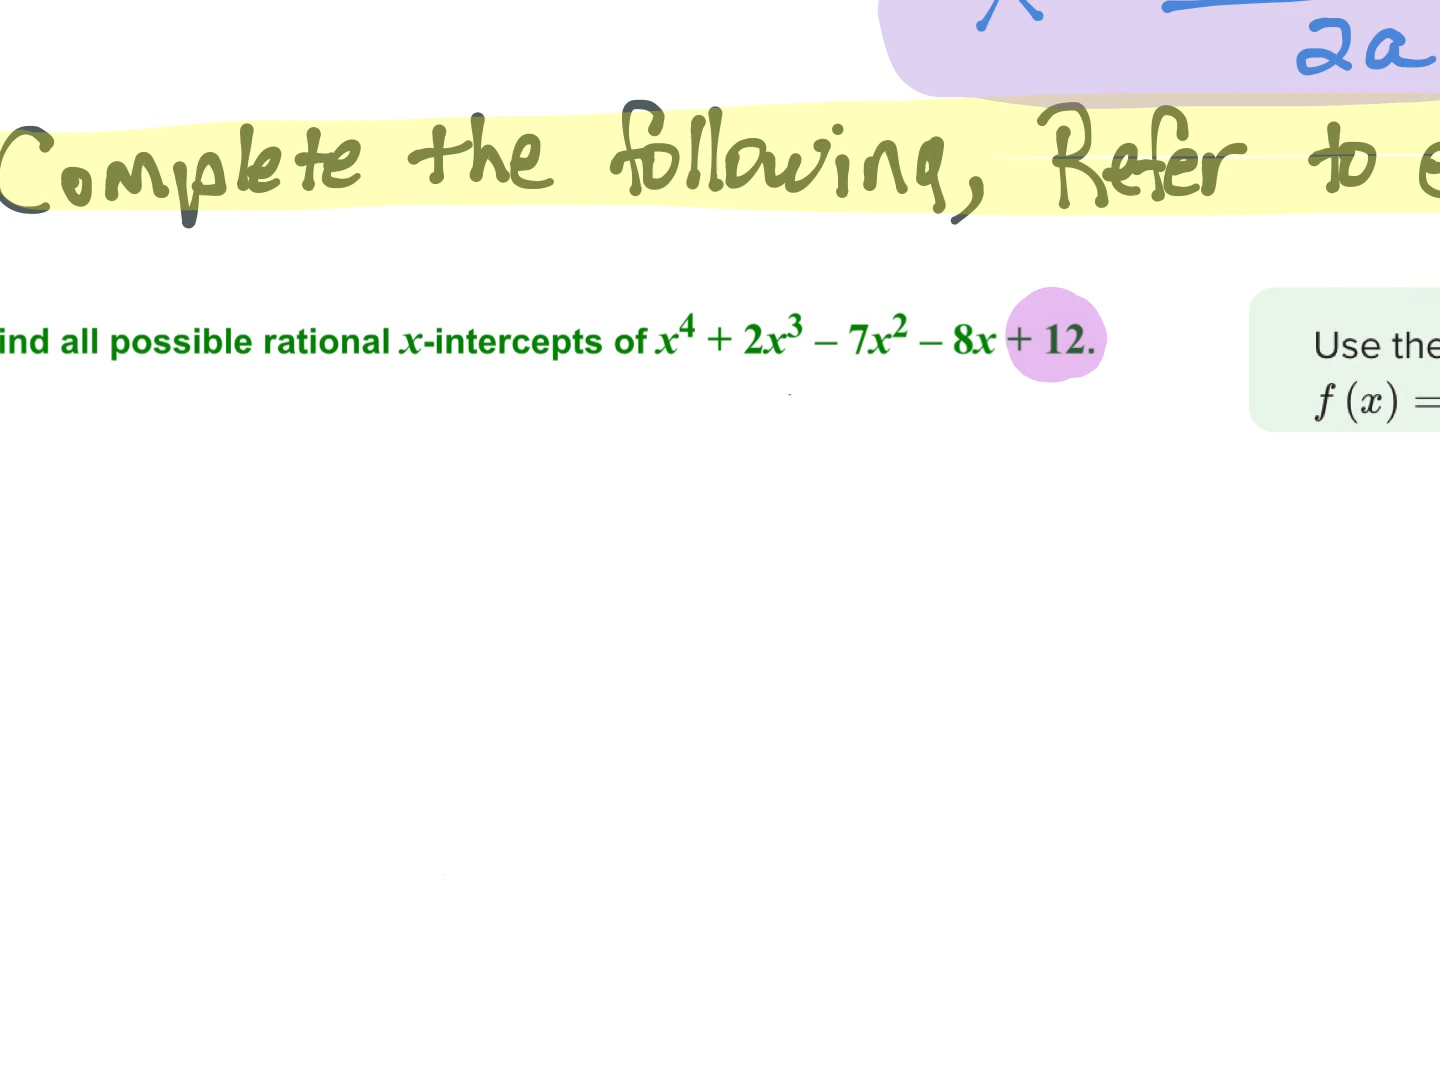 2a
Complete the following, Refer to e
ind all possible rational x-intercepts of x⁴ + 2x³ – 7x² – 8x + 12.
Use the
f (x) =